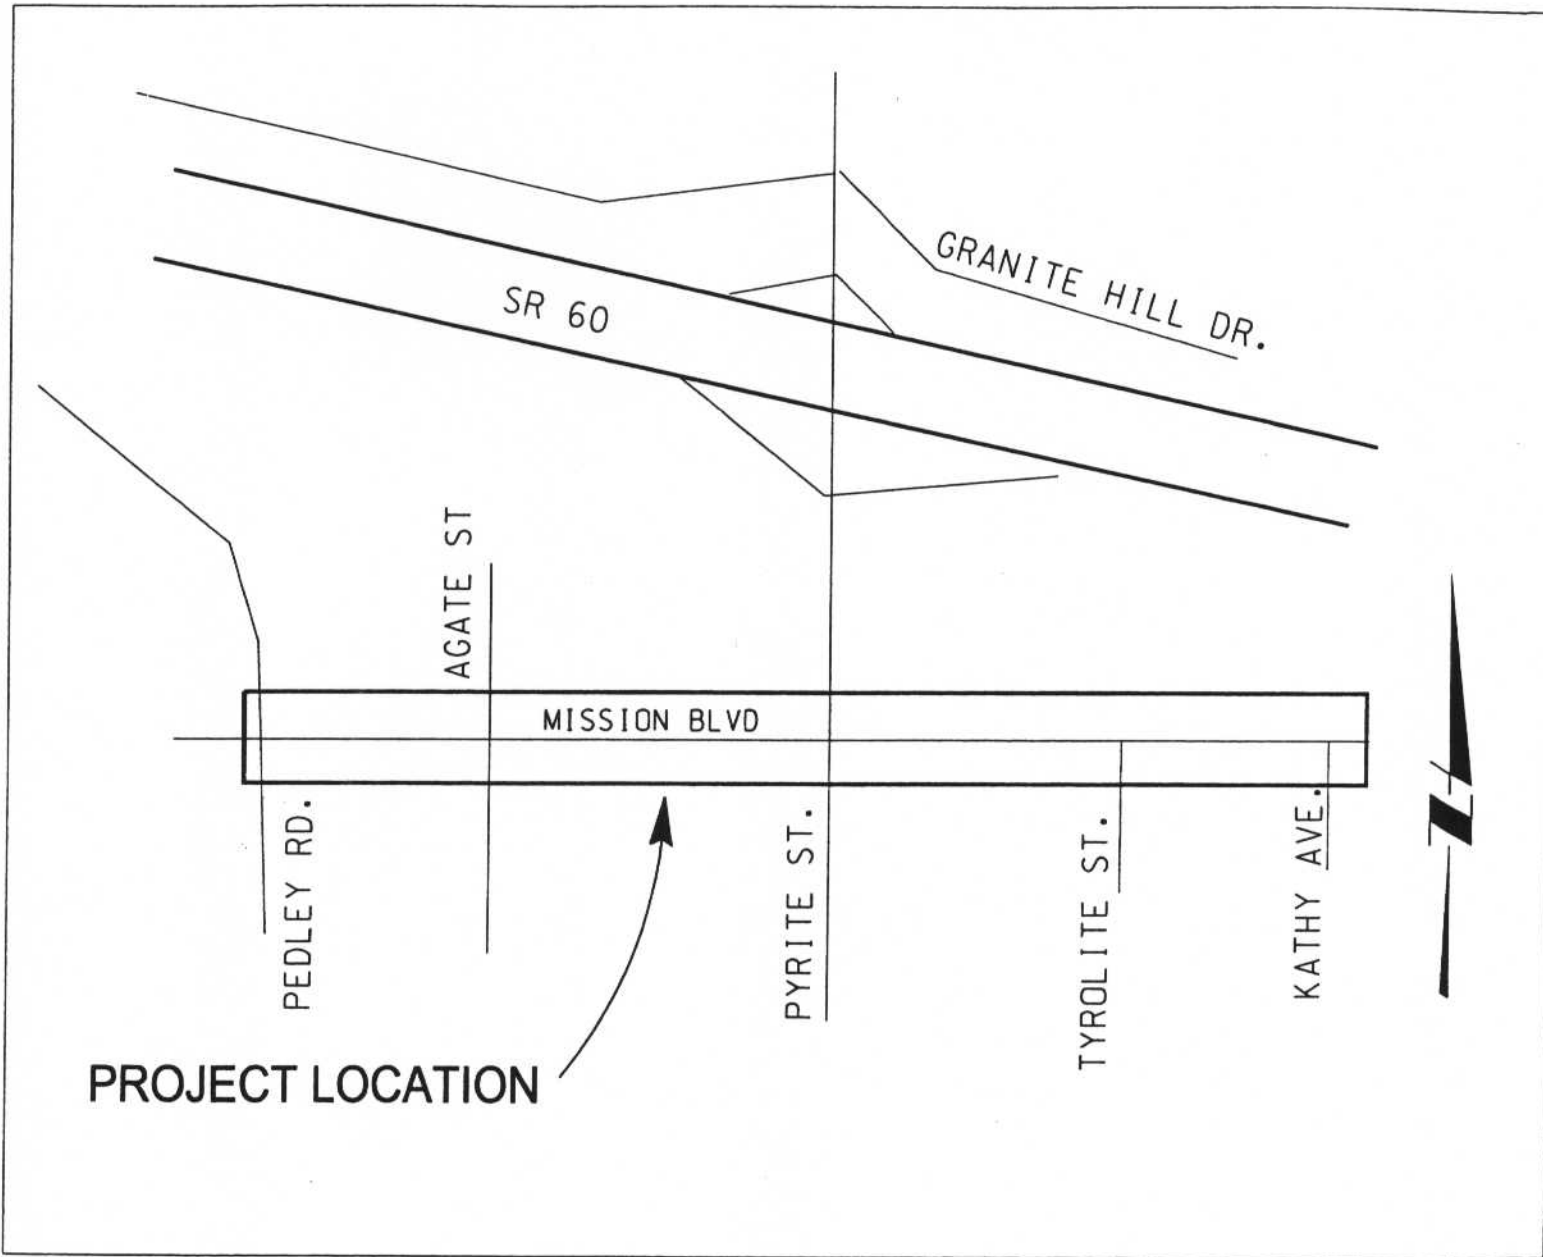 GRANITE HILL DR.
SR 60
AGATE ST
MISSION BLVD
PEDLEY RD.
PYRITE ST.
TYROLITE ST.
KATHY AVE.
Z
PROJECT LOCATION